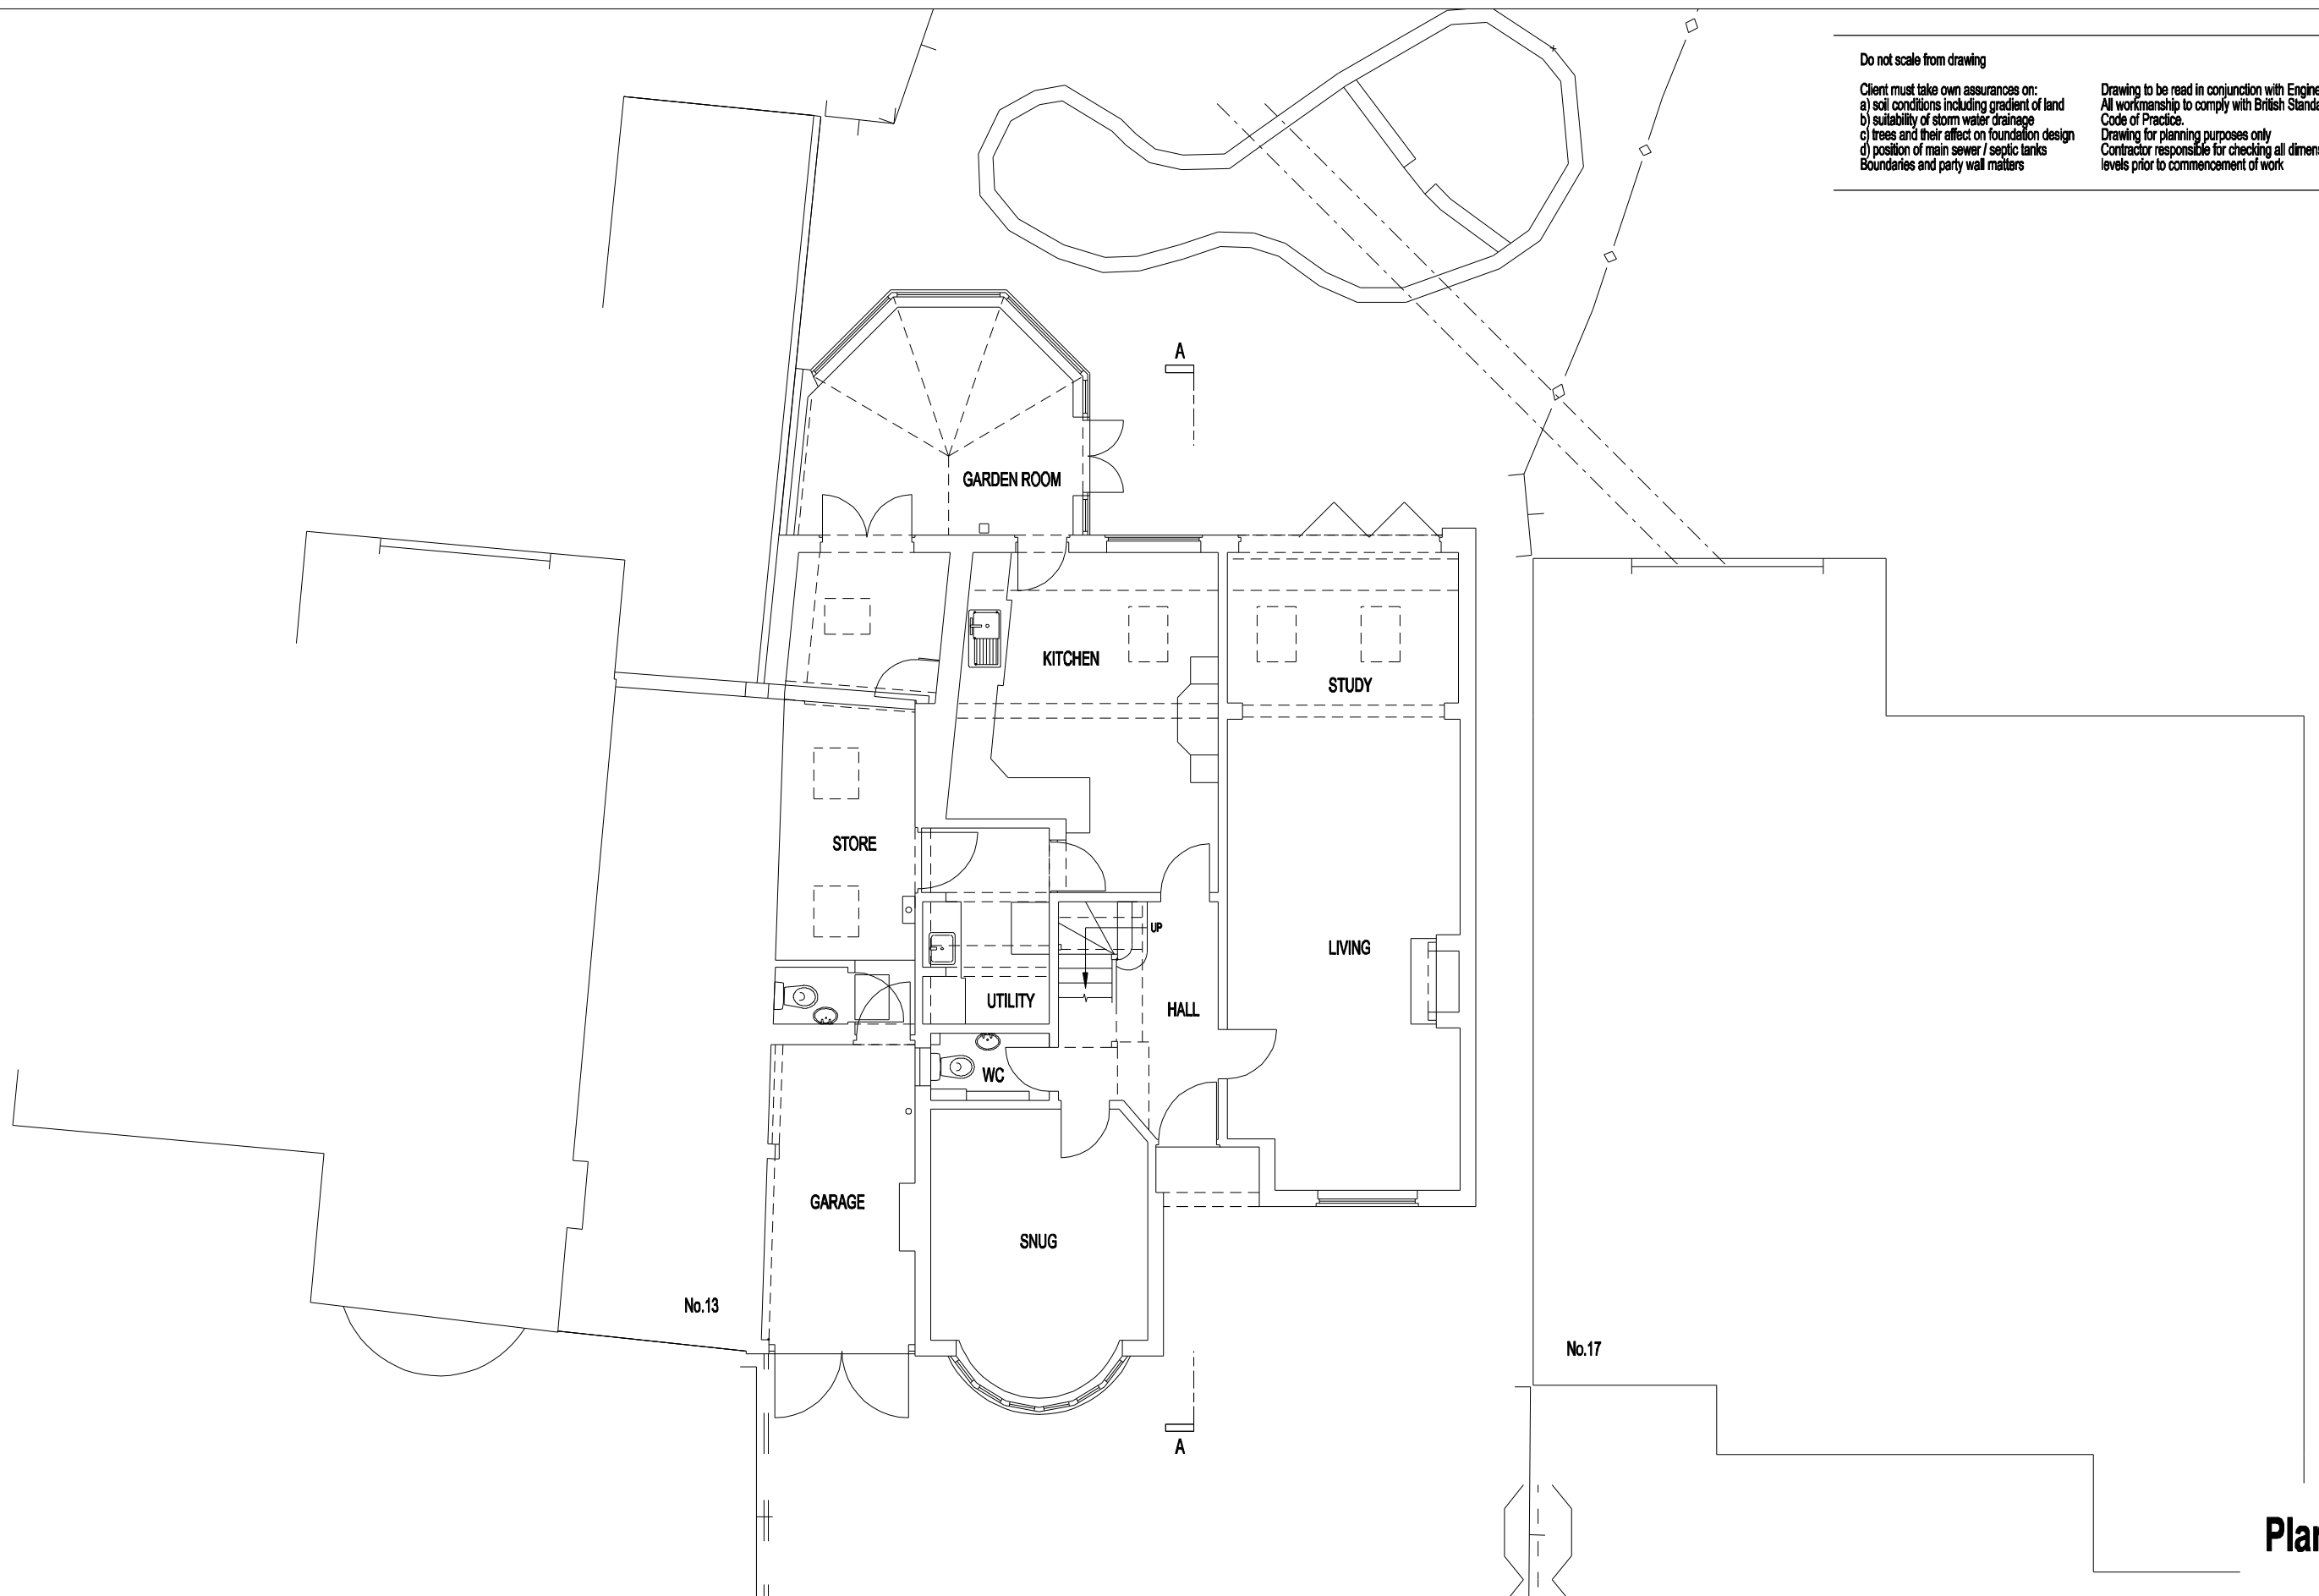 Do not scale from drawing
Client must take own assurances on:
a) soil conditions including gradient of land
b) suitability of storm water drainage
c) trees and their affect on foundation design
d) position of main sewer / septic tanks
Boundaries and party wall matters
Drawing to be read in conjunction with Engine
All workmanship to comply with British Standa
Code of Practice.
Drawing for planning purposes only
Contractor responsible for checking all dimens
levels prior to commencement of work
A
GARDEN ROOM
KITCHEN
STUDY
STORE
UP
LIVING
UTILITY
HALL
WC
GARAGE
SNUG
No.13
No.17
A
Plan